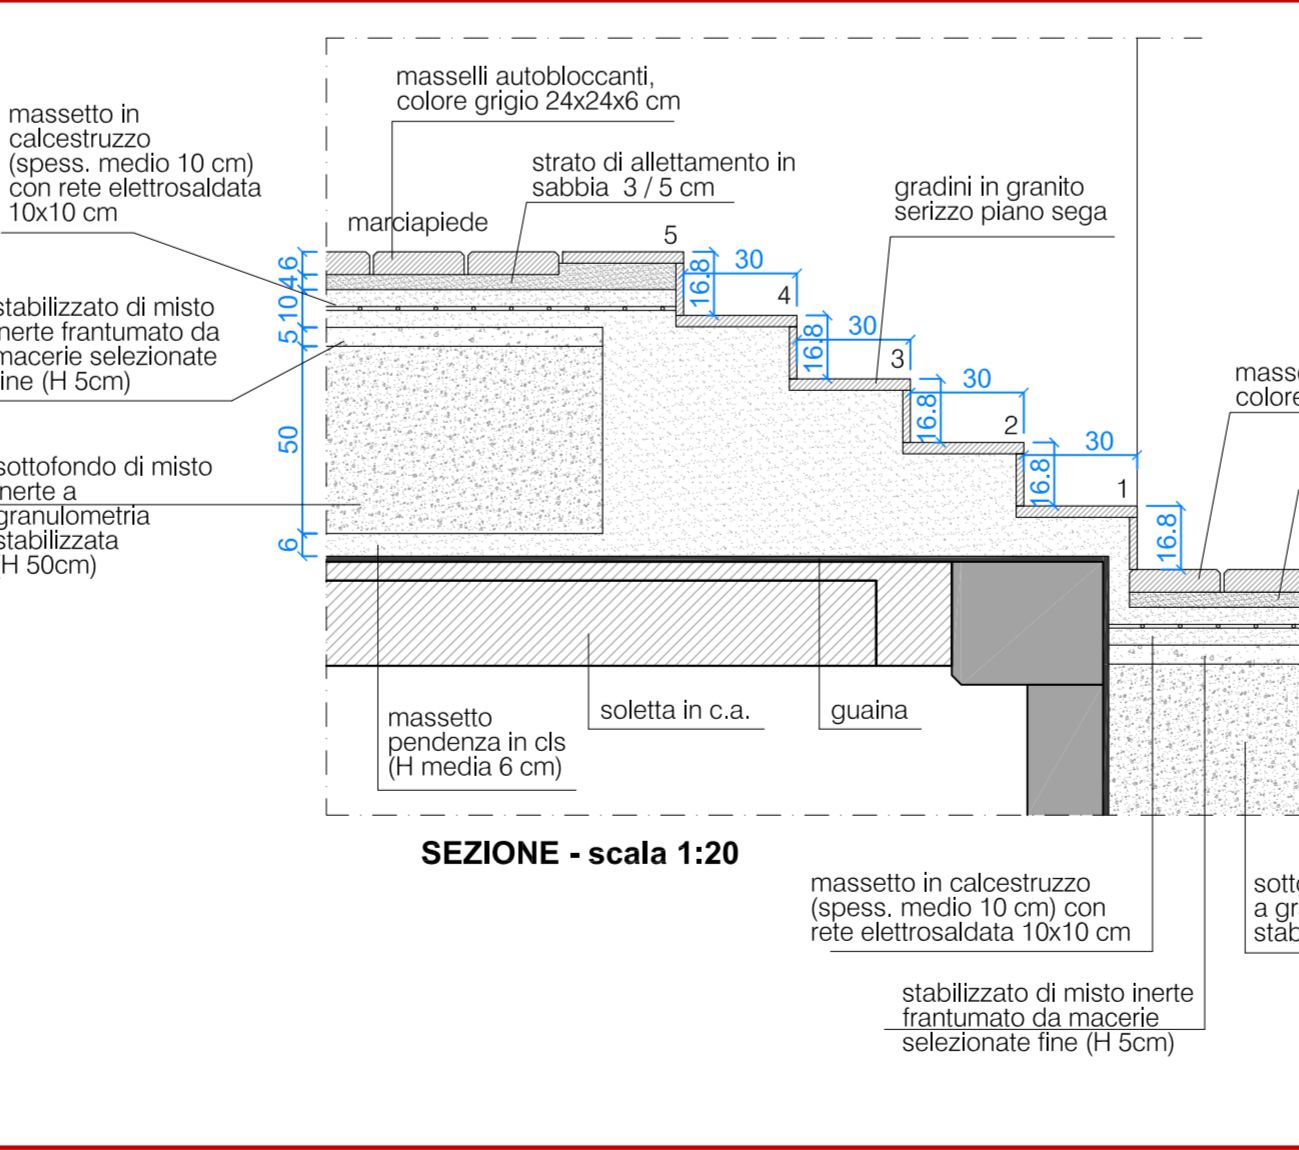 masselli autobloccanti,
colore grigio 24x24x6 cm
massetto in
calcestruzzo
(spess. medio 10 cm)
con rete elettrosaldata
10x10 cm
strato di allettamento in
sabbia 3 / 5 cm
gradini in granito
serizzo piano sega
marciapiede
5
4
3
2
1
30
30
30
30
16.8
16.8
16.8
16.8
16.8
6
4
10
5
50
6
stabilizzato di misto
inerte frantumato da
macerie selezionate
fine (H 5cm)
sottofondo di misto
inerte a
granulometria
stabilizzata
(H 50cm)
colore
massetto
pendenza in cls
(H media 6 cm)
soletta in c.a.
guaina
SEZIONE - scala 1:20
massetto in calcestruzzo
(spess. medio 10 cm) con
rete elettrosaldata 10x10 cm
stabilizzato di misto inerte
frantumato da macerie
selezionate fine (H 5cm)